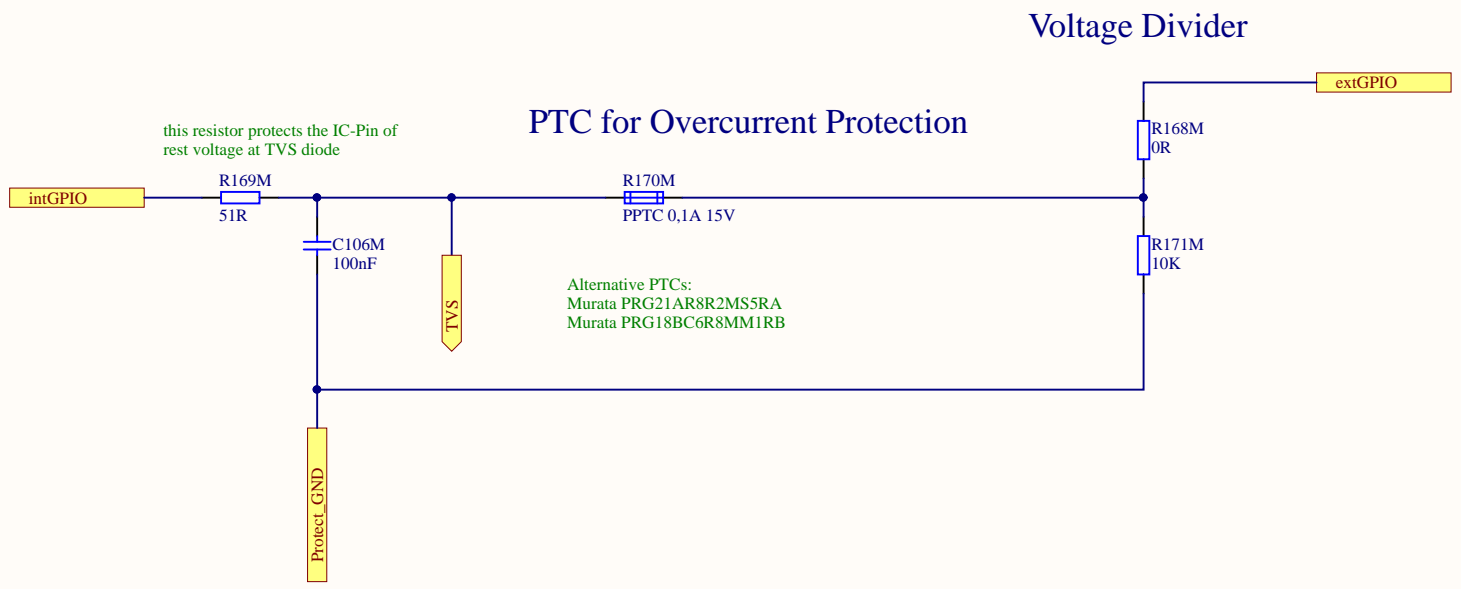 Voltage Divider
extGPIO
PTC for Overcurrent Protection
this resistor protects the IC-Pin of
rest voltage at TVS diode
R168M
0R
intGPIO
R169M
51R
R170M
PPTC 0,1A 15V
C106M
100nF
R171M
10K
TVS
Alternative PTCs:
Murata PRG21AR8R2MS5RA
Murata PRG18BC6R8MM1RB
Protect_GND